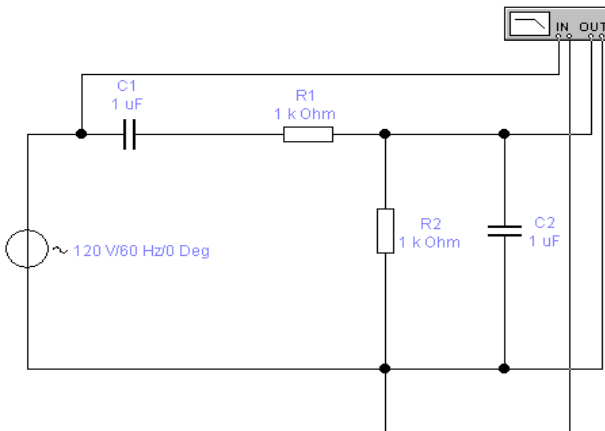 IN OUT
C1
1 uF
R1
1 k Ohm
R2
1 k Ohm
C2
1 uF
120 V/60 Hz/0 Deg